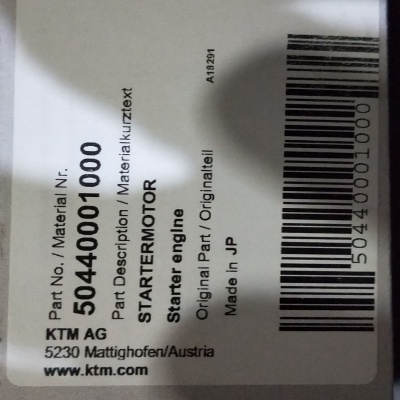 Part No. / Material Nr.
50440001000
Part Description / Materialkurztext
STARTERMOTOR
Starter engine
Original Part / Originalteil
Made in JP
A18291
KTM AG
5230 Mattighofen/Austria
www.ktm.com
50440001000